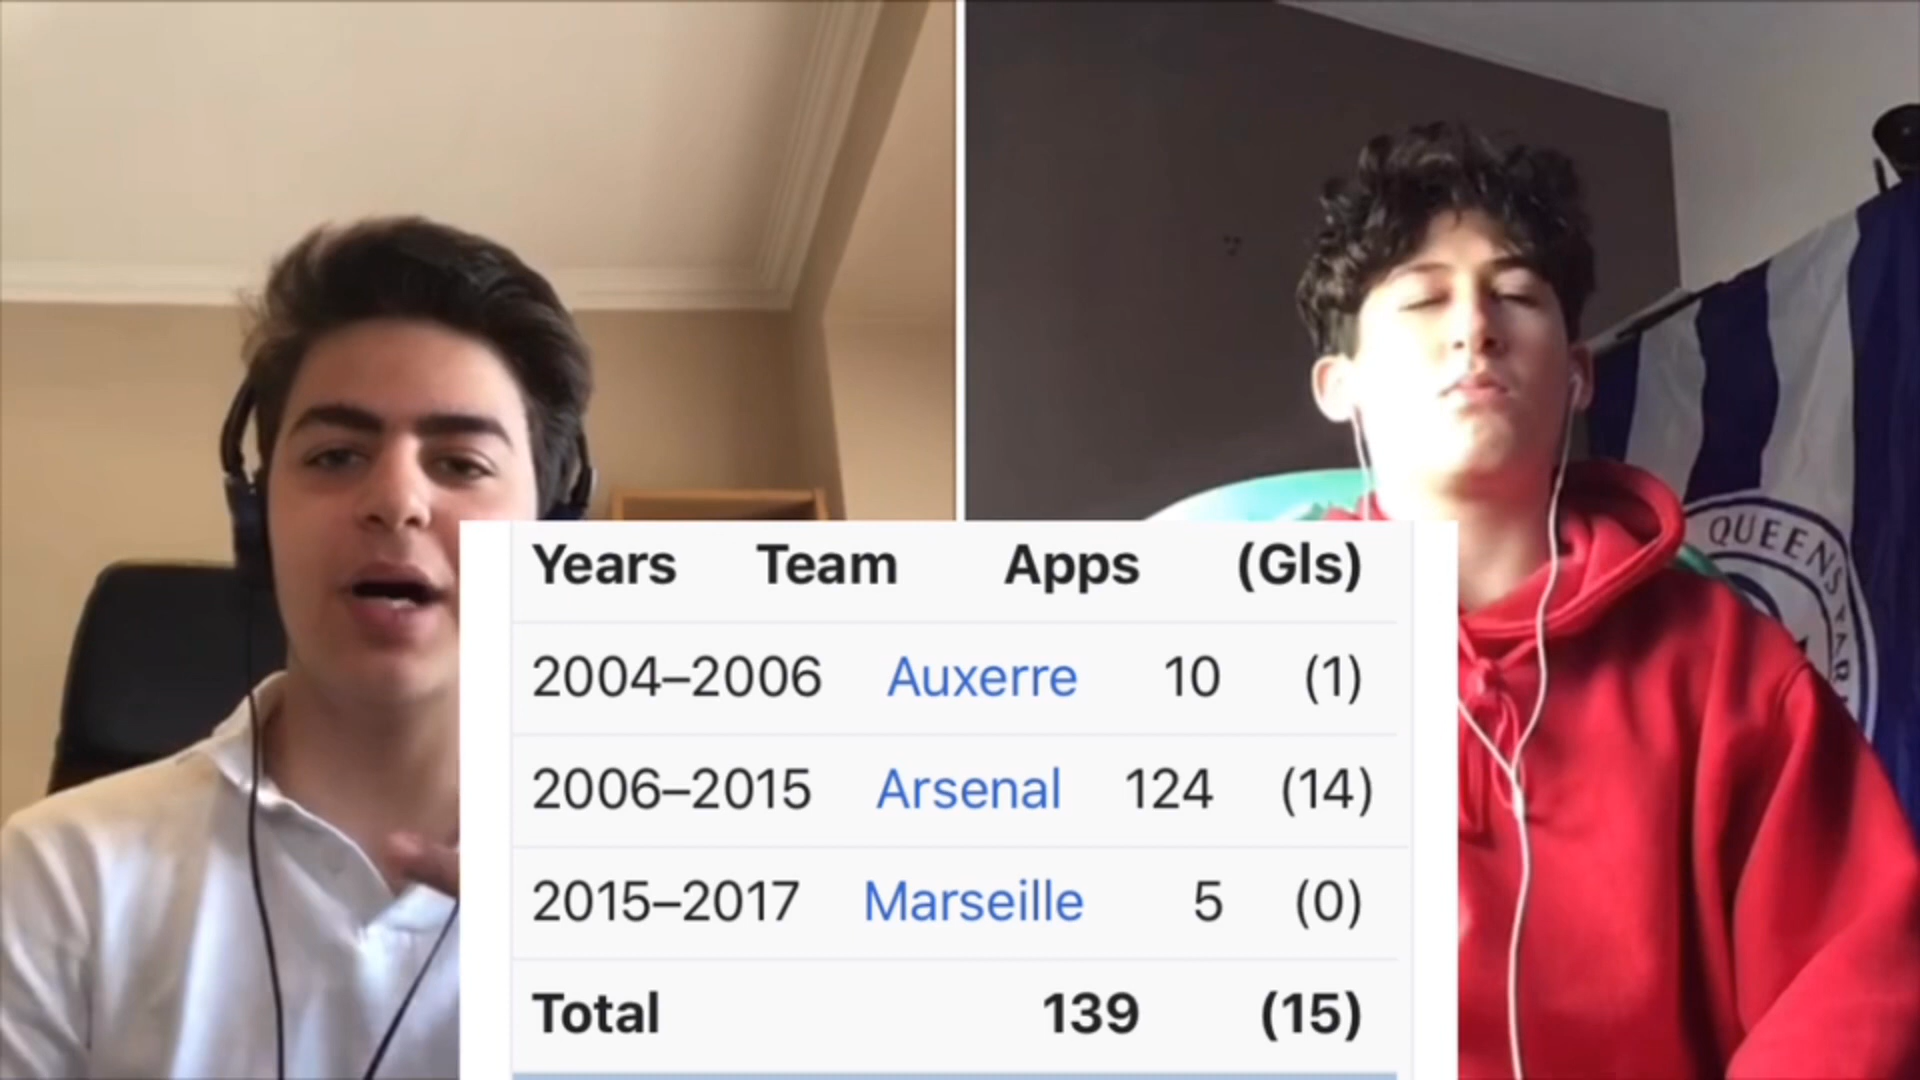 QUEENS
Years Team Apps (Gls)
2004–2006 Auxerre 10 (1)
2006–2015 Arsenal 124 (14)
2015–2017 Marseille 5 (0)
Total 139 (15)